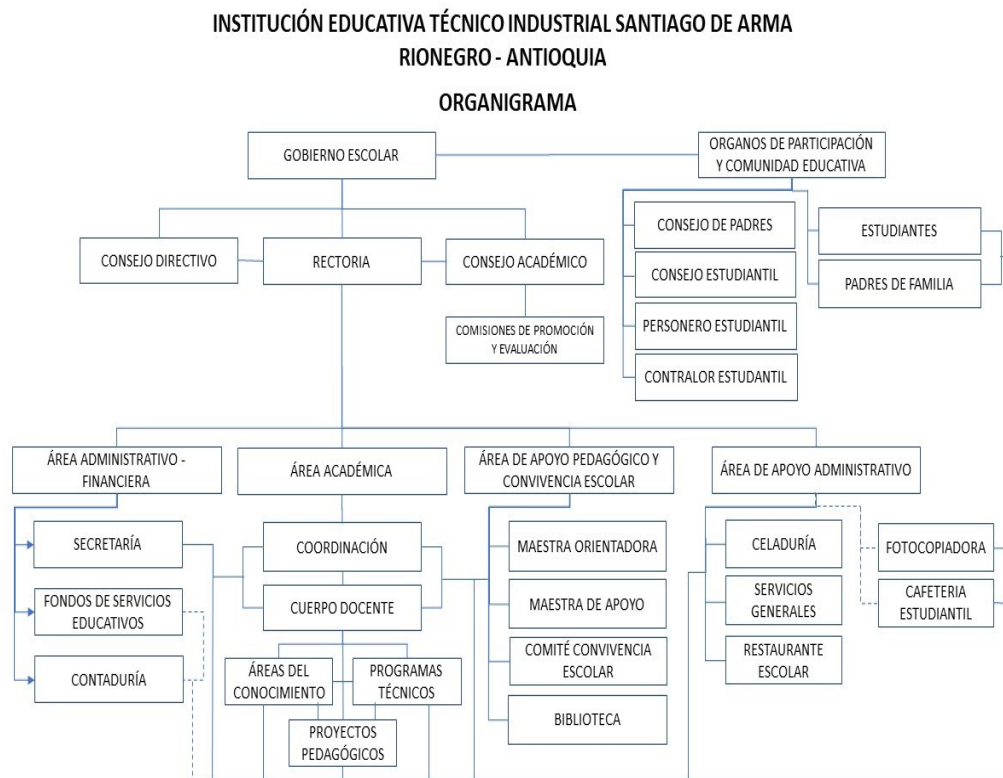 INSTITUCIÓN EDUCATIVA TÉCNICO INDUSTRIAL SANTIAGO DE ARMA
RIONEGRO - ANTIOQUIA
ORGANIGRAMA
GOBIERNO ESCOLAR
ORGANOS DE PARTICIPACIÓN
Y COMUNIDAD EDUCATIVA
CONSEJO DIRECTIVO
RECTORIA
CONSEJO ACADÉMICO
COMISIONES DE PROMOCIÓN
Y EVALUACIÓN
CONSEJO DE PADRES
CONSEJO ESTUDIANTIL
PERSONERO ESTUDIANTIL
CONTRALOR ESTUDANTIL
ESTUDIANTES
PADRES DE FAMILIA
ÁREA ADMINISTRATIVO -
FINANCIERA
SECRETARÍA
FONDOS DE SERVICIOS
EDUCATIVOS
CONTADURÍA
ÁREA ACADÉMICA
COORDINACIÓN
CUERPO DOCENTE
ÁREAS DEL
CONOCIMIENTO
PROGRAMAS
TÉCNICOS
PROYECTOS
PEDAGÓGICOS
ÁREA DE APOYO PEDAGÓGICO Y
CONVIVENCIA ESCOLAR
MAESTRA ORIENTADORA
MAESTRA DE APOYO
COMITÉ CONVIVENCIA
ESCOLAR
BIBLIOTECA
ÁREA DE APOYO ADMINISTRATIVO
CELADURÍA
SERVICIOS
GENERALES
RESTAURANTE
ESCOLAR
FOTOCOPIADORA
CAFETERIA
ESTUDIANTIL